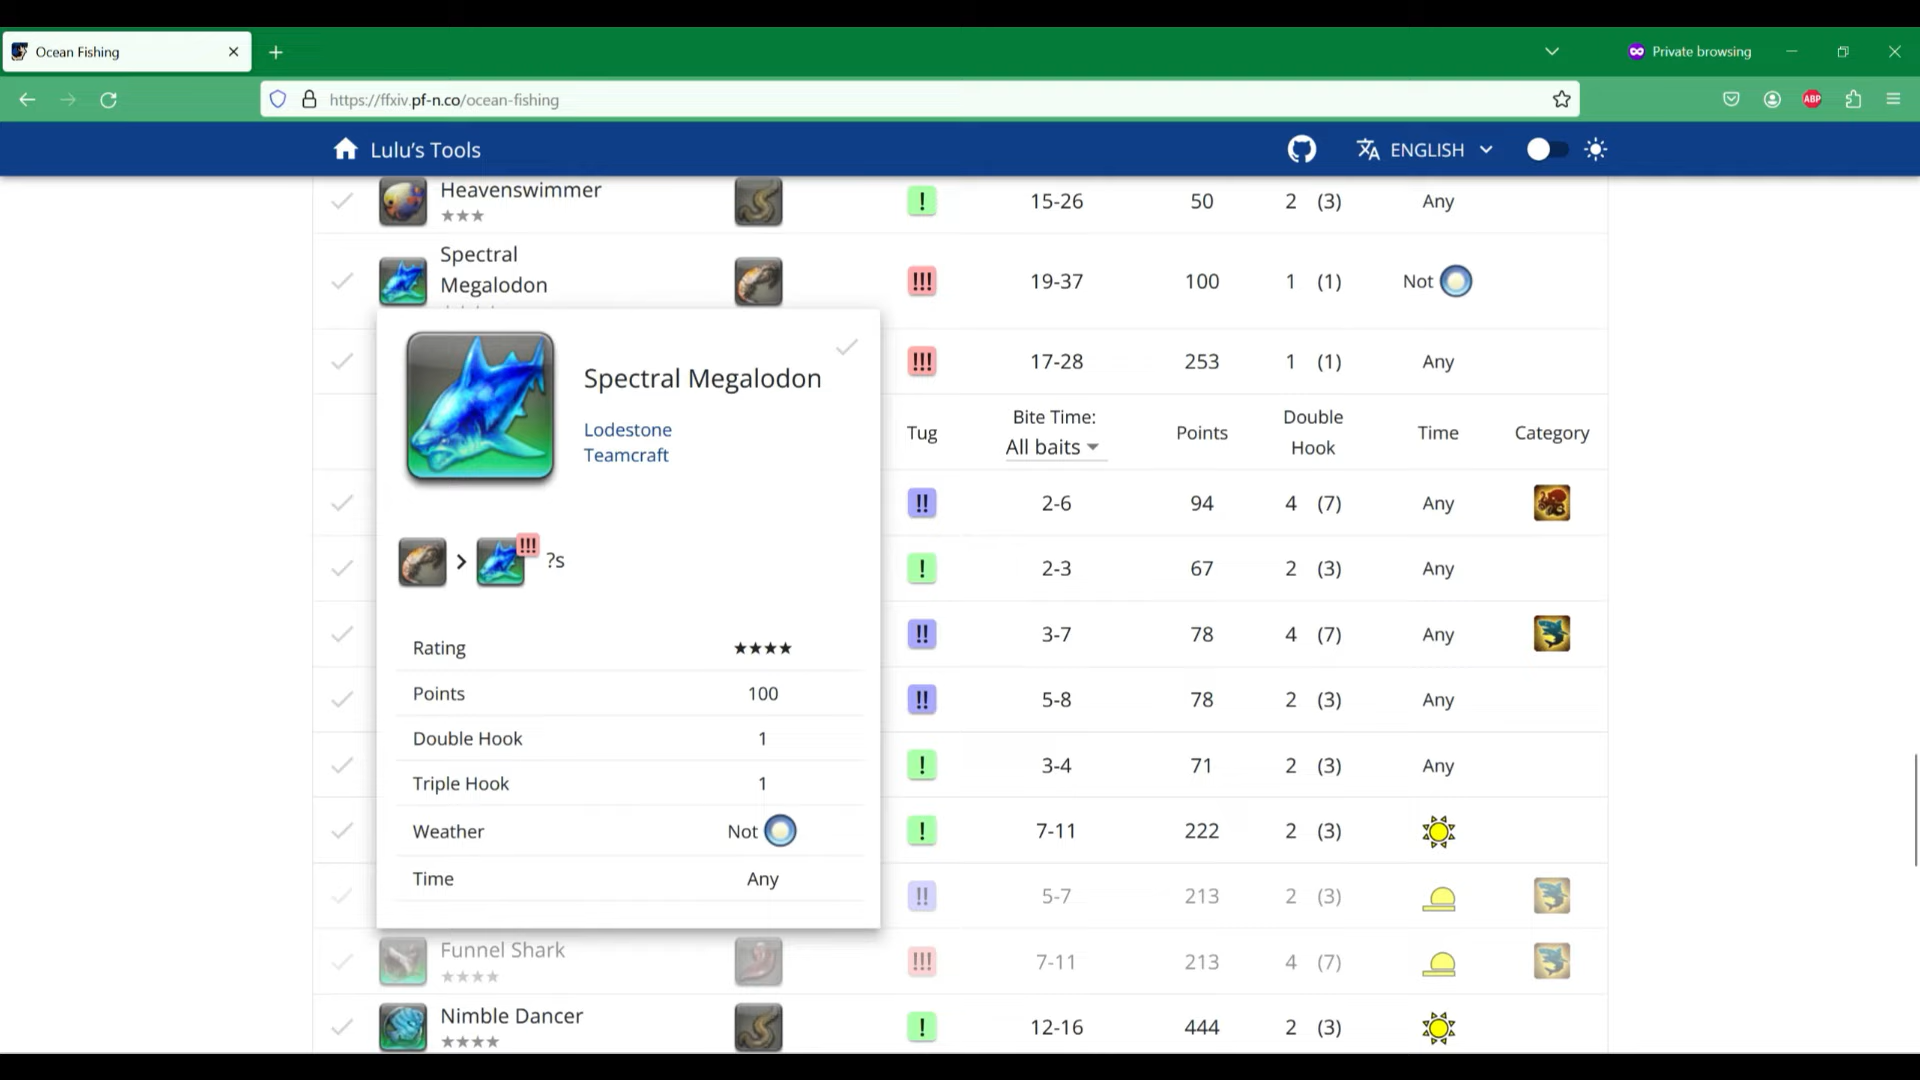 Ocean Fishing
Private browsing
https://ffxiv.pf-n.co/ocean-fishing
ABP
Lulu's Tools
ENGLISH
Heavenswimmer
★★★
! 15-26 50 2 (3) Any
Spectral
Megalodon
!!! 19-37 100 1 (1) Not
!!! 17-28 253 1 (1) Any
Spectral Megalodon
Lodestone
Teamcraft
!!! ?s
Rating ★★★★
Points 100
Double Hook 1
Triple Hook 1
Weather Not
Time Any
Tug
Bite Time:
All baits
Points
Double
Hook
Time
Category
!! 2-6 94 4 (7) Any
! 2-3 67 2 (3) Any
!! 3-7 78 4 (7) Any
!! 5-8 78 2 (3) Any
! 3-4 71 2 (3) Any
! 7-11 222 2 (3)
!! 5-7 213 2 (3)
Funnel Shark
★★★★
!!! 7-11 213 4 (7)
Nimble Dancer
★★★★
! 12-16 444 2 (3)